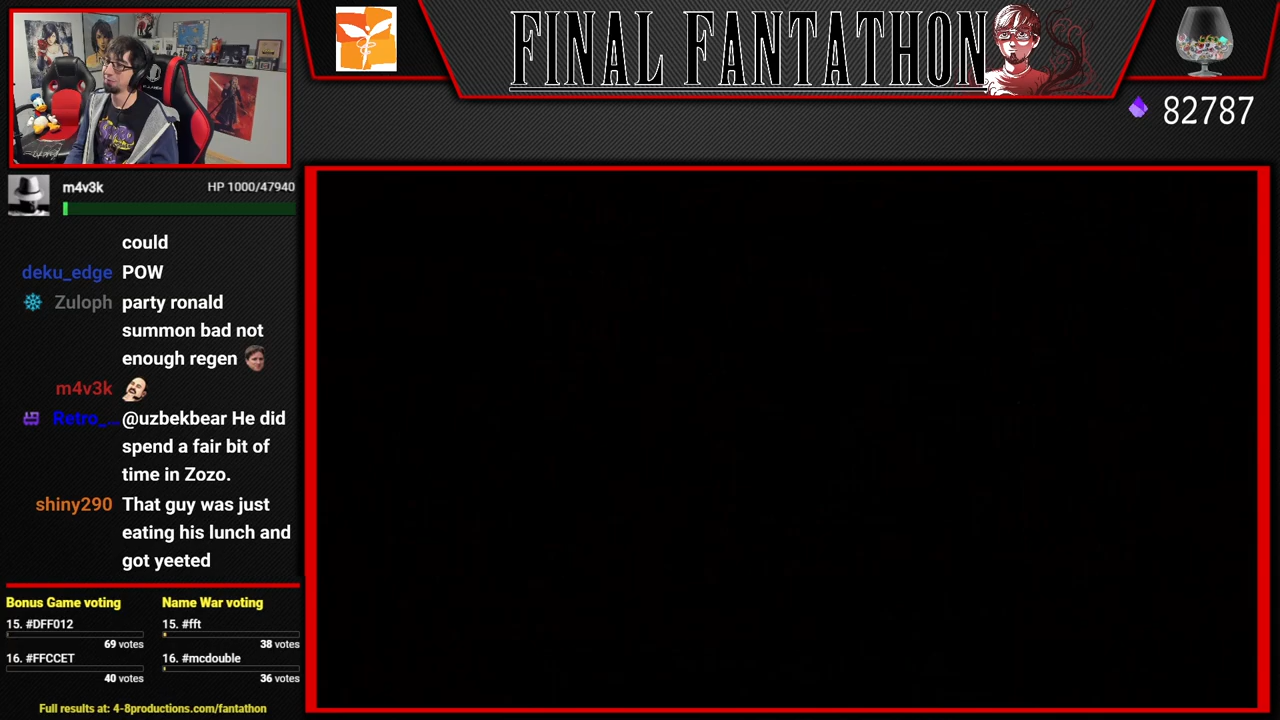 FINAL FANTATHON
82787
m4v3k
HP 1000/47940
could
deku_edge POW
Zuloph party ronald
summon bad not
enough regen
m4v3k
Retro_... @uzbekbear He did
spend a fair bit of
time in Zozo.
shiny290 That guy was just
eating his lunch and
got yeeted
Bonus Game voting
15. #DFF012
69 votes
16. #FFCCET
40 votes
Name War voting
15. #fft
38 votes
16. #mcdouble
36 votes
Full results at: 4-8productions.com/fantathon